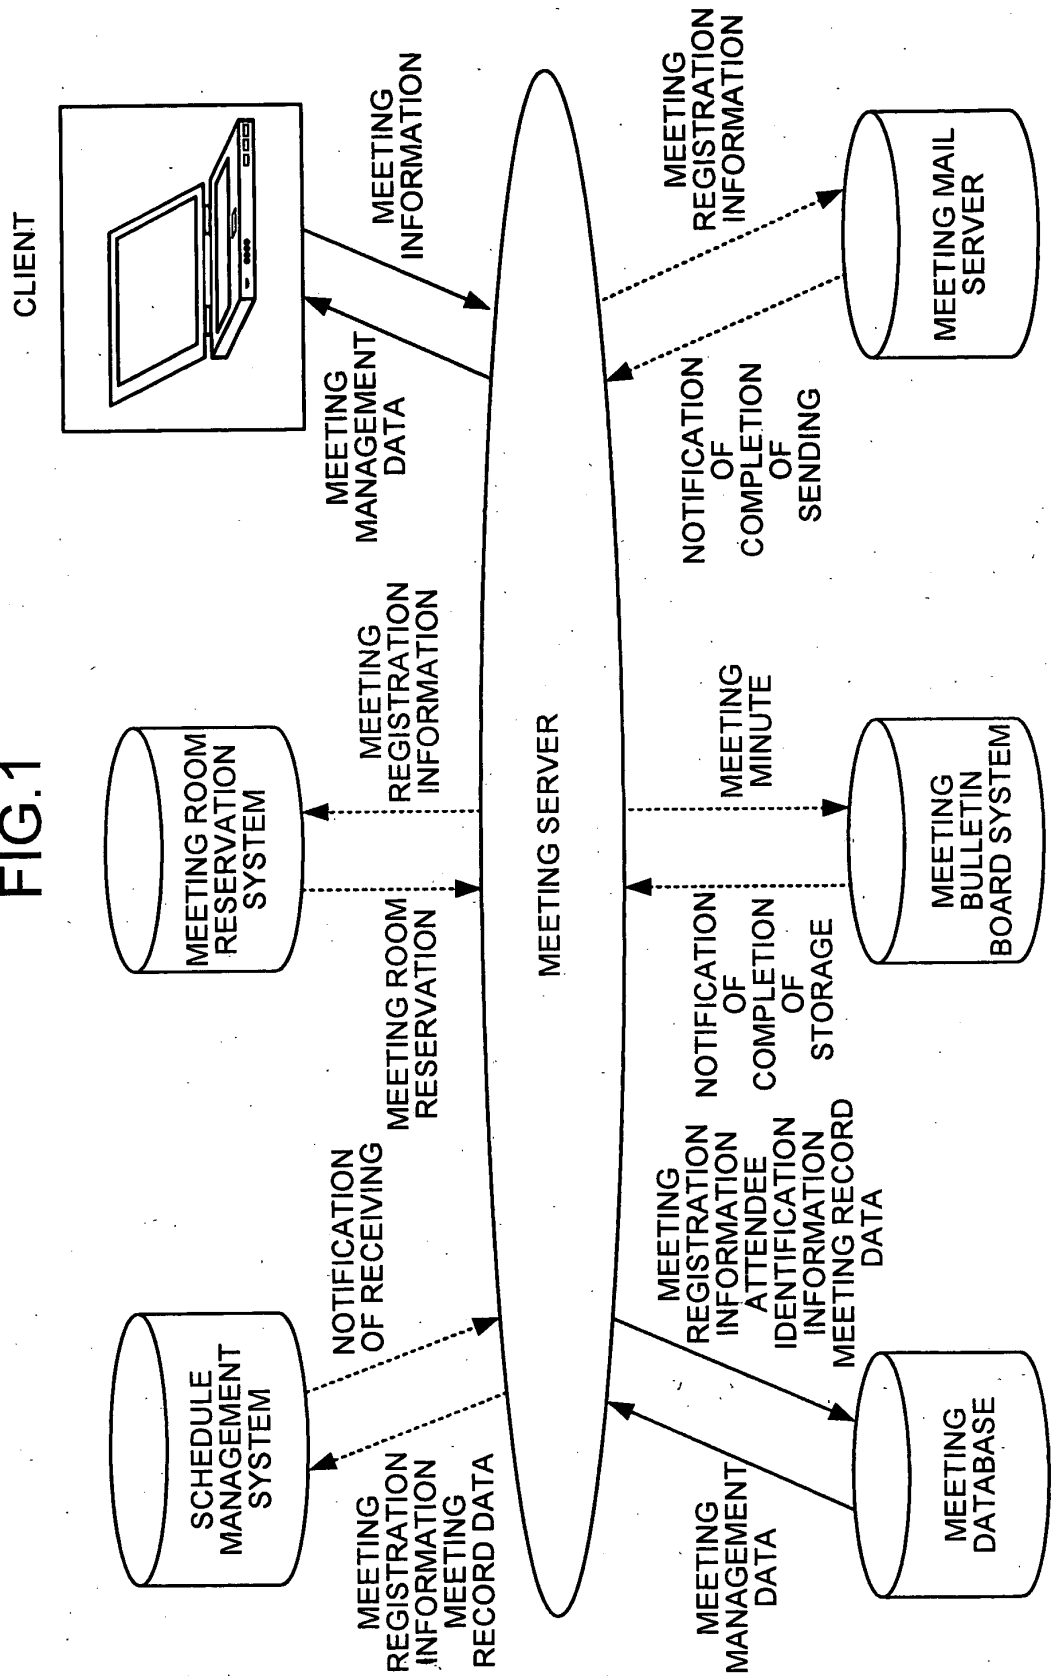 FIG.1
SCHEDULE
MANAGEMENT
SYSTEM
MEETING ROOM
RESERVATION
SYSTEM
CLIENT
MEETING
REGISTRATION
INFORMATION
MEETING
RECORD DATA
NOTIFICATION
OF RECEIVING
MEETING ROOM
RESERVATION
MEETING
REGISTRATION
INFORMATION
MEETING
MANAGEMENT
DATA
MEETING
INFORMATION
MEETING SERVER
MEETING
MANAGEMENT
DATA
MEETING
REGISTRATION
INFORMATION
ATTENDEE
IDENTIFICATION
INFORMATION
MEETING RECORD
DATA
NOTIFICATION
OF
COMPLETION
OF
STORAGE
MEETING
MINUTE
NOTIFICATION
OF
COMPLETION
OF
SENDING
MEETING
REGISTRATION
INFORMATION
MEETING
DATABASE
MEETING
BULLETIN
BOARD SYSTEM
MEETING MAIL
SERVER